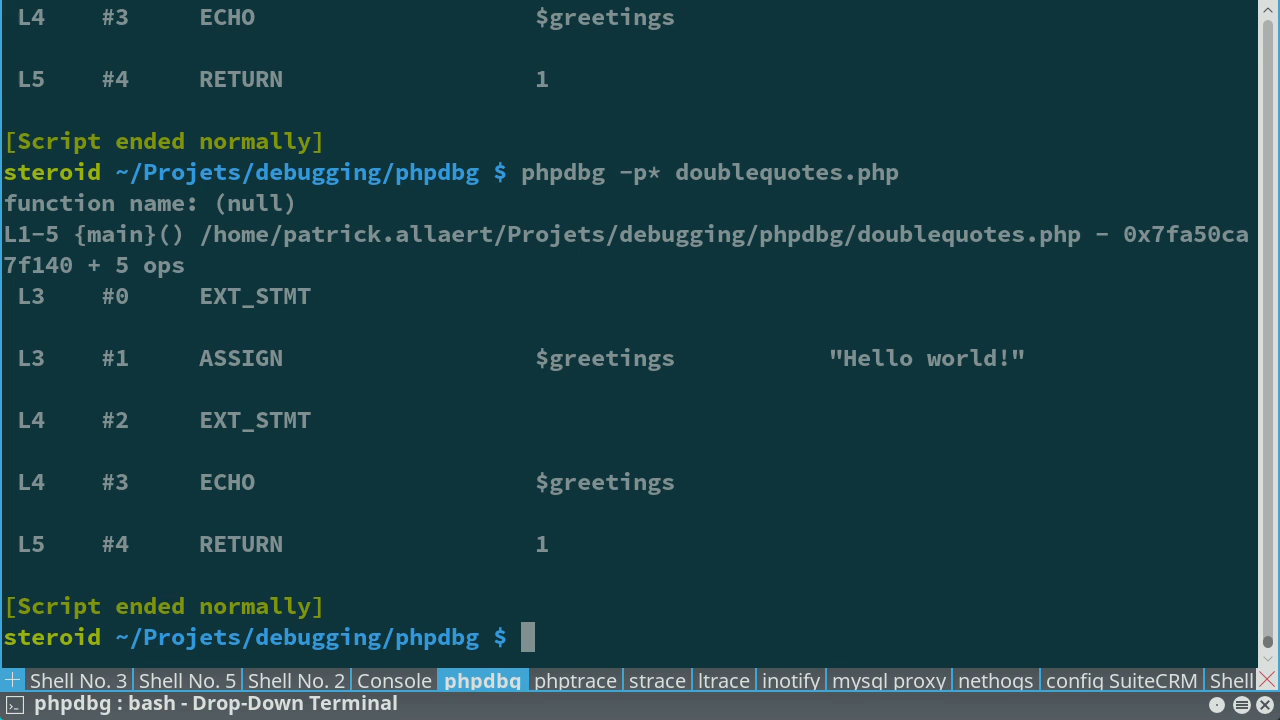 L4 #3 ECHO $greetings
L5 #4 RETURN 1
[Script ended normally]
steroid ~/Projets/debugging/phpdbg $ phpdbg -p* doublequotes.php
function name: (null)
L1-5 {main}() /home/patrick.allaert/Projets/debugging/phpdbg/doublequotes.php - 0x7fa50ca
7f140 + 5 ops
L3 #0 EXT_STMT
L3 #1 ASSIGN $greetings "Hello world!"
L4 #2 EXT_STMT
L4 #3 ECHO $greetings
L5 #4 RETURN 1
[Script ended normally]
steroid ~/Projets/debugging/phpdbg $
Shell No. 3 Shell No. 5 Shell No. 2 Console phpdbg phptrace strace ltrace inotify mysql proxy nethogs config SuiteCRM Shell
phpdbg : bash - Drop-Down Terminal